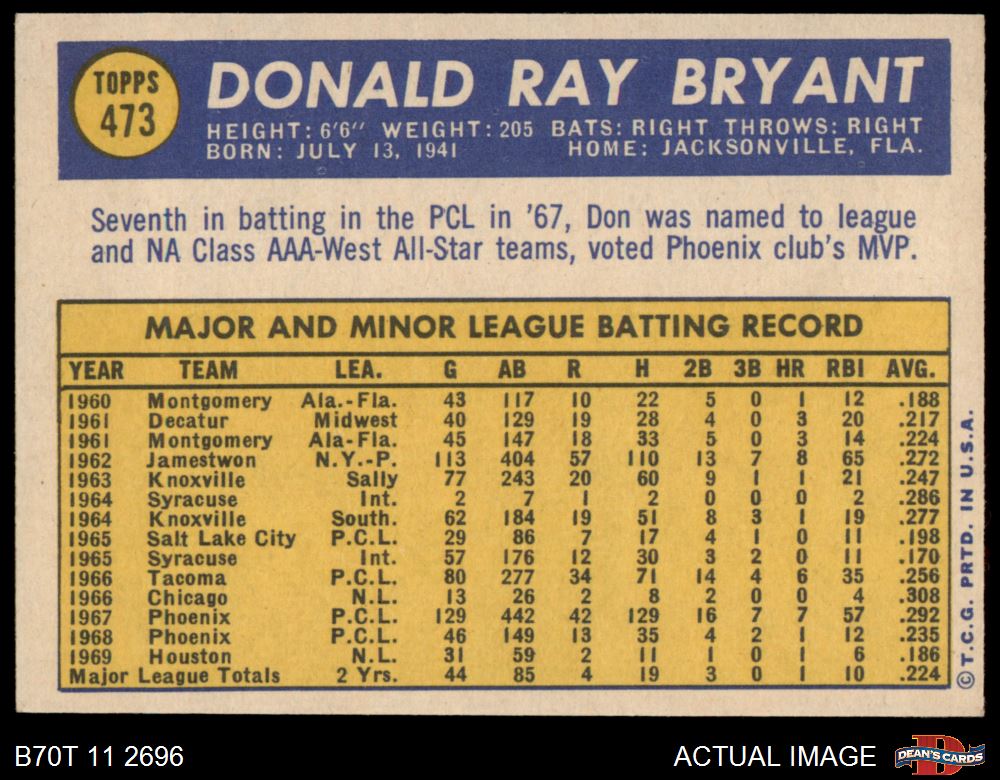 TOPPS
473
DONALD RAY BRYANT
HEIGHT: 6'6" WEIGHT: 205 BATS: RIGHT THROWS: RIGHT
BORN: JULY 13, 1941 HOME: JACKSONVILLE, FLA.
Seventh in batting in the PCL in '67, Don was named to league
and NA Class AAA-West All-Star teams, voted Phoenix club's MVP.
MAJOR AND MINOR LEAGUE BATTING RECORD
YEAR TEAM LEA. G AB R H 2B 3B HR RBI AVG.
1960 Montgomery Ala.-Fla. 43 117 10 22 5 0 1 12 .188
1961 Decatur Midwest 40 129 19 28 4 0 3 20 .217
1961 Montgomery Ala-Fla. 45 147 18 33 5 0 3 14 .224
1962 Jamestwon N.Y.-P. 113 404 57 110 13 7 8 65 .272
1963 Knoxville Sally 77 243 20 60 9 1 1 21 .247
1964 Syracuse Int. 2 7 1 2 0 0 0 2 .286
1964 Knoxville South. 62 184 19 51 8 3 1 19 .277
1965 Salt Lake City P.C.L. 29 86 7 17 4 1 0 11 .198
1965 Syracuse Int. 57 176 12 30 3 2 0 11 .170
1966 Tacoma P.C.L. 80 277 34 71 14 4 6 35 .256
1966 Chicago N.L. 13 26 2 8 2 0 0 4 .308
1967 Phoenix P.C.L. 129 442 42 129 16 7 7 57 .292
1968 Phoenix P.C.L. 46 149 13 35 4 2 1 12 .235
1969 Houston N.L. 31 59 2 11 1 0 1 6 .186
Major League Totals 2 Yrs. 44 85 4 19 3 0 1 10 .224
© T.C.G. PRTD. IN U.S.A.
B70T 11 2696 ACTUAL IMAGE
DEAN'S CARDS